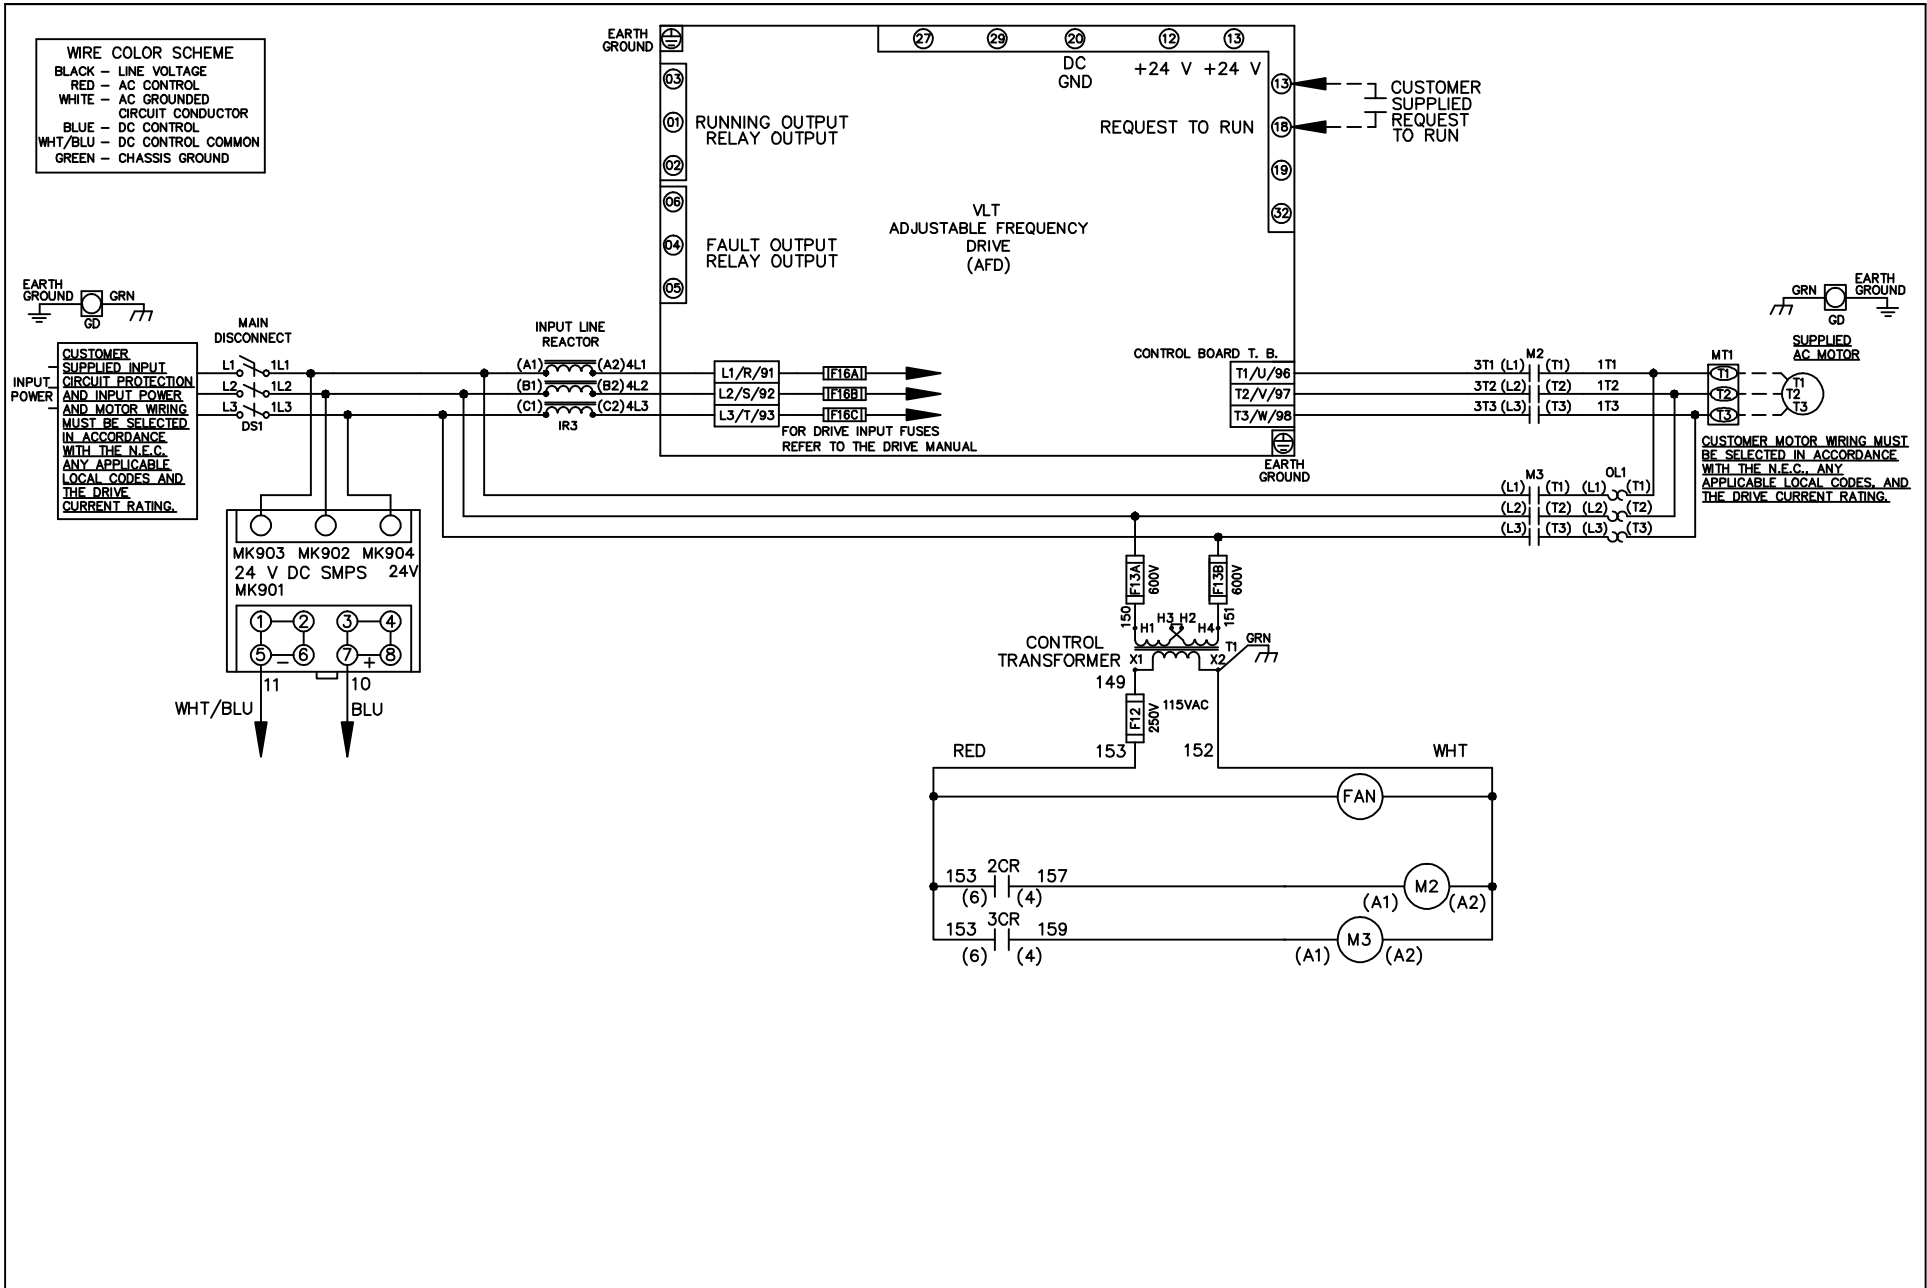 WIRE COLOR SCHEME
BLACK – LINE VOLTAGE
RED – AC CONTROL
WHITE – AC GROUNDED
CIRCUIT CONDUCTOR
BLUE – DC CONTROL
WHT/BLU – DC CONTROL COMMON
GREEN – CHASSIS GROUND
EARTH
GROUND
03
01
02
06
04
05
RUNNING OUTPUT
RELAY OUTPUT
FAULT OUTPUT
RELAY OUTPUT
27 29 20 12 13
DC
GND
+24 V +24 V
13
REQUEST TO RUN 18
19
32
CUSTOMER
SUPPLIED
REQUEST
TO RUN
VLT
ADJUSTABLE FREQUENCY
DRIVE
(AFD)
EARTH
GROUND
GRN
GD
INPUT
POWER
CUSTOMER
SUPPLIED INPUT
CIRCUIT PROTECTION
AND INPUT POWER
AND MOTOR WIRING
MUST BE SELECTED
IN ACCORDANCE
WITH THE N.E.C.
ANY APPLICABLE
LOCAL CODES AND
THE DRIVE
CURRENT RATING.
MAIN
DISCONNECT
L1 1L1
L2 1L2
L3 1L3
DS1
INPUT LINE
REACTOR
(A1) (A2) 4L1
(B1) (B2) 4L2
(C1) (C2) 4L3
IR3
L1/R/91 F16A
L2/S/92 F16B
L3/T/93 F16C
FOR DRIVE INPUT FUSES
REFER TO THE DRIVE MANUAL
CONTROL BOARD T. B.
T1/U/96
T2/V/97
T3/W/98
EARTH
GROUND
M2
3T1 (L1) (T1) 1T1
3T2 (L2) (T2) 1T2
3T3 (L3) (T3) 1T3
MT1
T1
T2
T3
GRN
GD
EARTH
GROUND
SUPPLIED
AC MOTOR
T1
T2
T3
CUSTOMER MOTOR WIRING MUST
BE SELECTED IN ACCORDANCE
WITH THE N.E.C., ANY
APPLICABLE LOCAL CODES, AND
THE DRIVE CURRENT RATING.
M3 OL1
(L1) (T1) (L1) (T1)
(L2) (T2) (L2) (T2)
(L3) (T3) (L3) (T3)
MK903 MK902 MK904
24 V DC SMPS 24V
MK901
1 2 3 4
5 – 6 7 + 8
11 10
WHT/BLU BLU
F13A 600V
F13B 600V
150 151
H1 H3 H2 H4
CONTROL
TRANSFORMER
T1
GRN
X1 X2
149
F12 250V
115VAC
RED 153 152 WHT
FAN
2CR
153 157
(6) (4)
M2
(A1) (A2)
3CR
153 159
(6) (4)
M3
(A1) (A2)